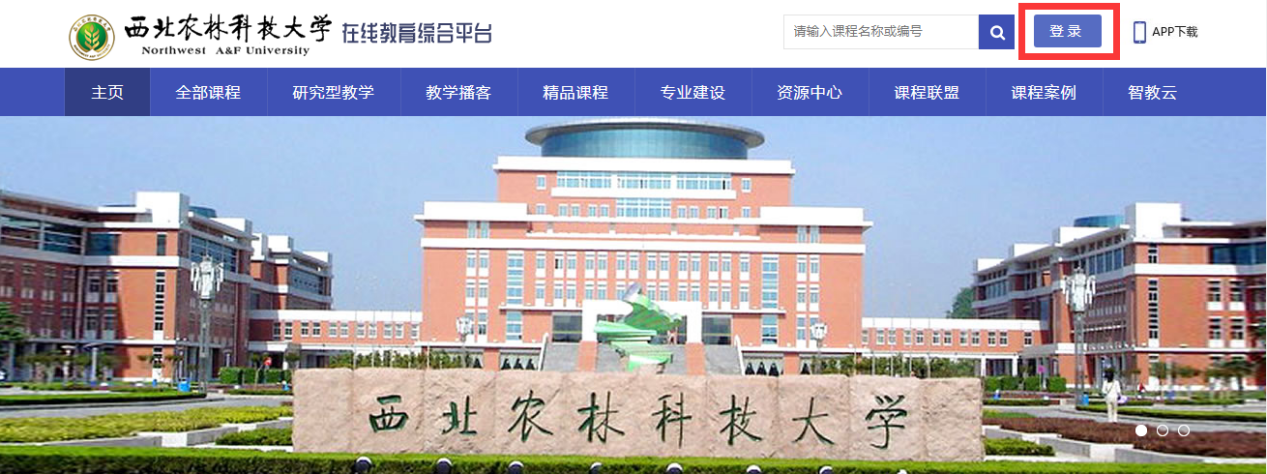 西北农林科技大学 在线教育综合平台
Northwest A&F University
请输入课程名称或编号
登 录
APP下载
主页 全部课程 研究型教学 教学播客 精品课程 专业建设 资源中心 课程联盟 课程案例 智教云
西北农林科技大学